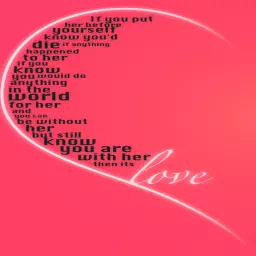 If you put
her before
yourself
know you'd
die if anything
happened
to her
if you
know
you would do
anything
in the
world
for her
and
you can
be without
her
but still
know
you are
with her
then its
love